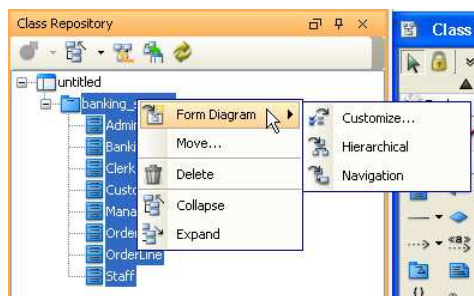 Class Repository
Class
untitled
banking_s
Admin
Banki
Clerk
Custo
Mana
Order
OrderLine
Staff
Form Diagram
Move...
Delete
Collapse
Expand
Customize...
Hierarchical
Navigation